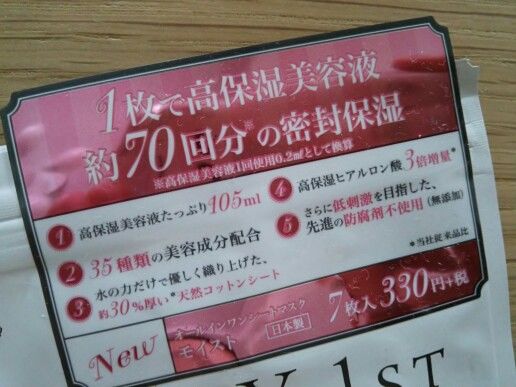 1枚で高保湿美容液
約70回分※の密封保湿
※高保湿美容液1回使用0.2mlとして換算
1 高保湿美容液たっぷり105ml
2 35種類の美容成分配合
3 水の力だけで優しく織り上げた、
約30%厚い*天然コットンシート
4 高保湿ヒアルロン酸3倍増量*
5 さらに低刺激を目指した、
先進の防腐剤不使用(無添加)
*当社従来品比
New
オールインワンシートマスク
モイスト
日本製
7枚入 330円+税
Y 1ST